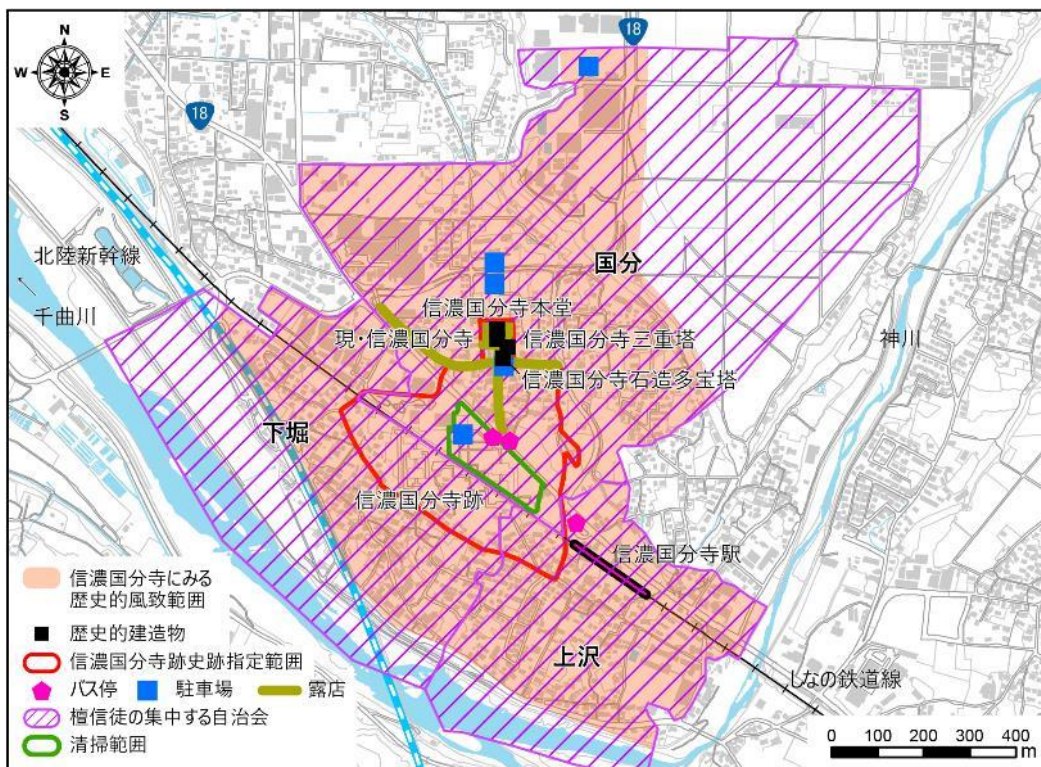 N
W
E
S
18
18
北陸新幹線
千曲川
国分
信濃国分寺本堂
現・信濃国分寺
信濃国分寺三重塔
信濃国分寺石造多宝塔
神川
下堀
信濃国分寺跡
信濃国分寺駅
上沢
しなの鉄道線
信濃国分寺にみる
歴史的風致範囲
歴史的建造物
信濃国分寺跡史跡指定範囲
バス停 駐車場 露店
檀信徒の集中する自治会
清掃範囲
0 100 200 300 400
m